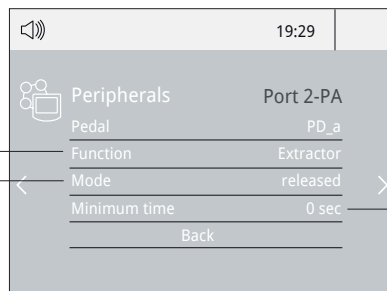 19:29
Peripherals Port 2-PA
Pedal PD_a
Function Extractor
Mode released
Minimum time 0 sec
Back